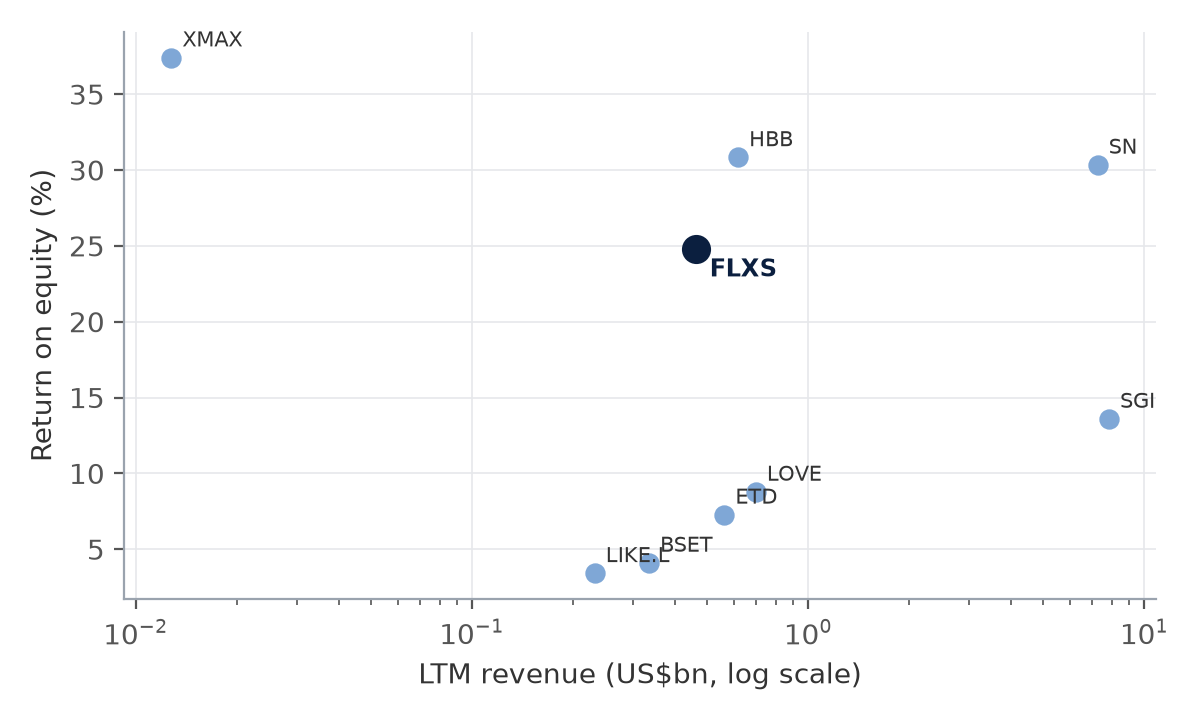 XMAX
HBB
SN
FLXS
SGI
LOVE
ETD
BSET
LIKE.L
35
30
25
20
15
10
5
Return on equity (%)
10⁻²
10⁻¹
10⁰
10¹
LTM revenue (US$bn, log scale)